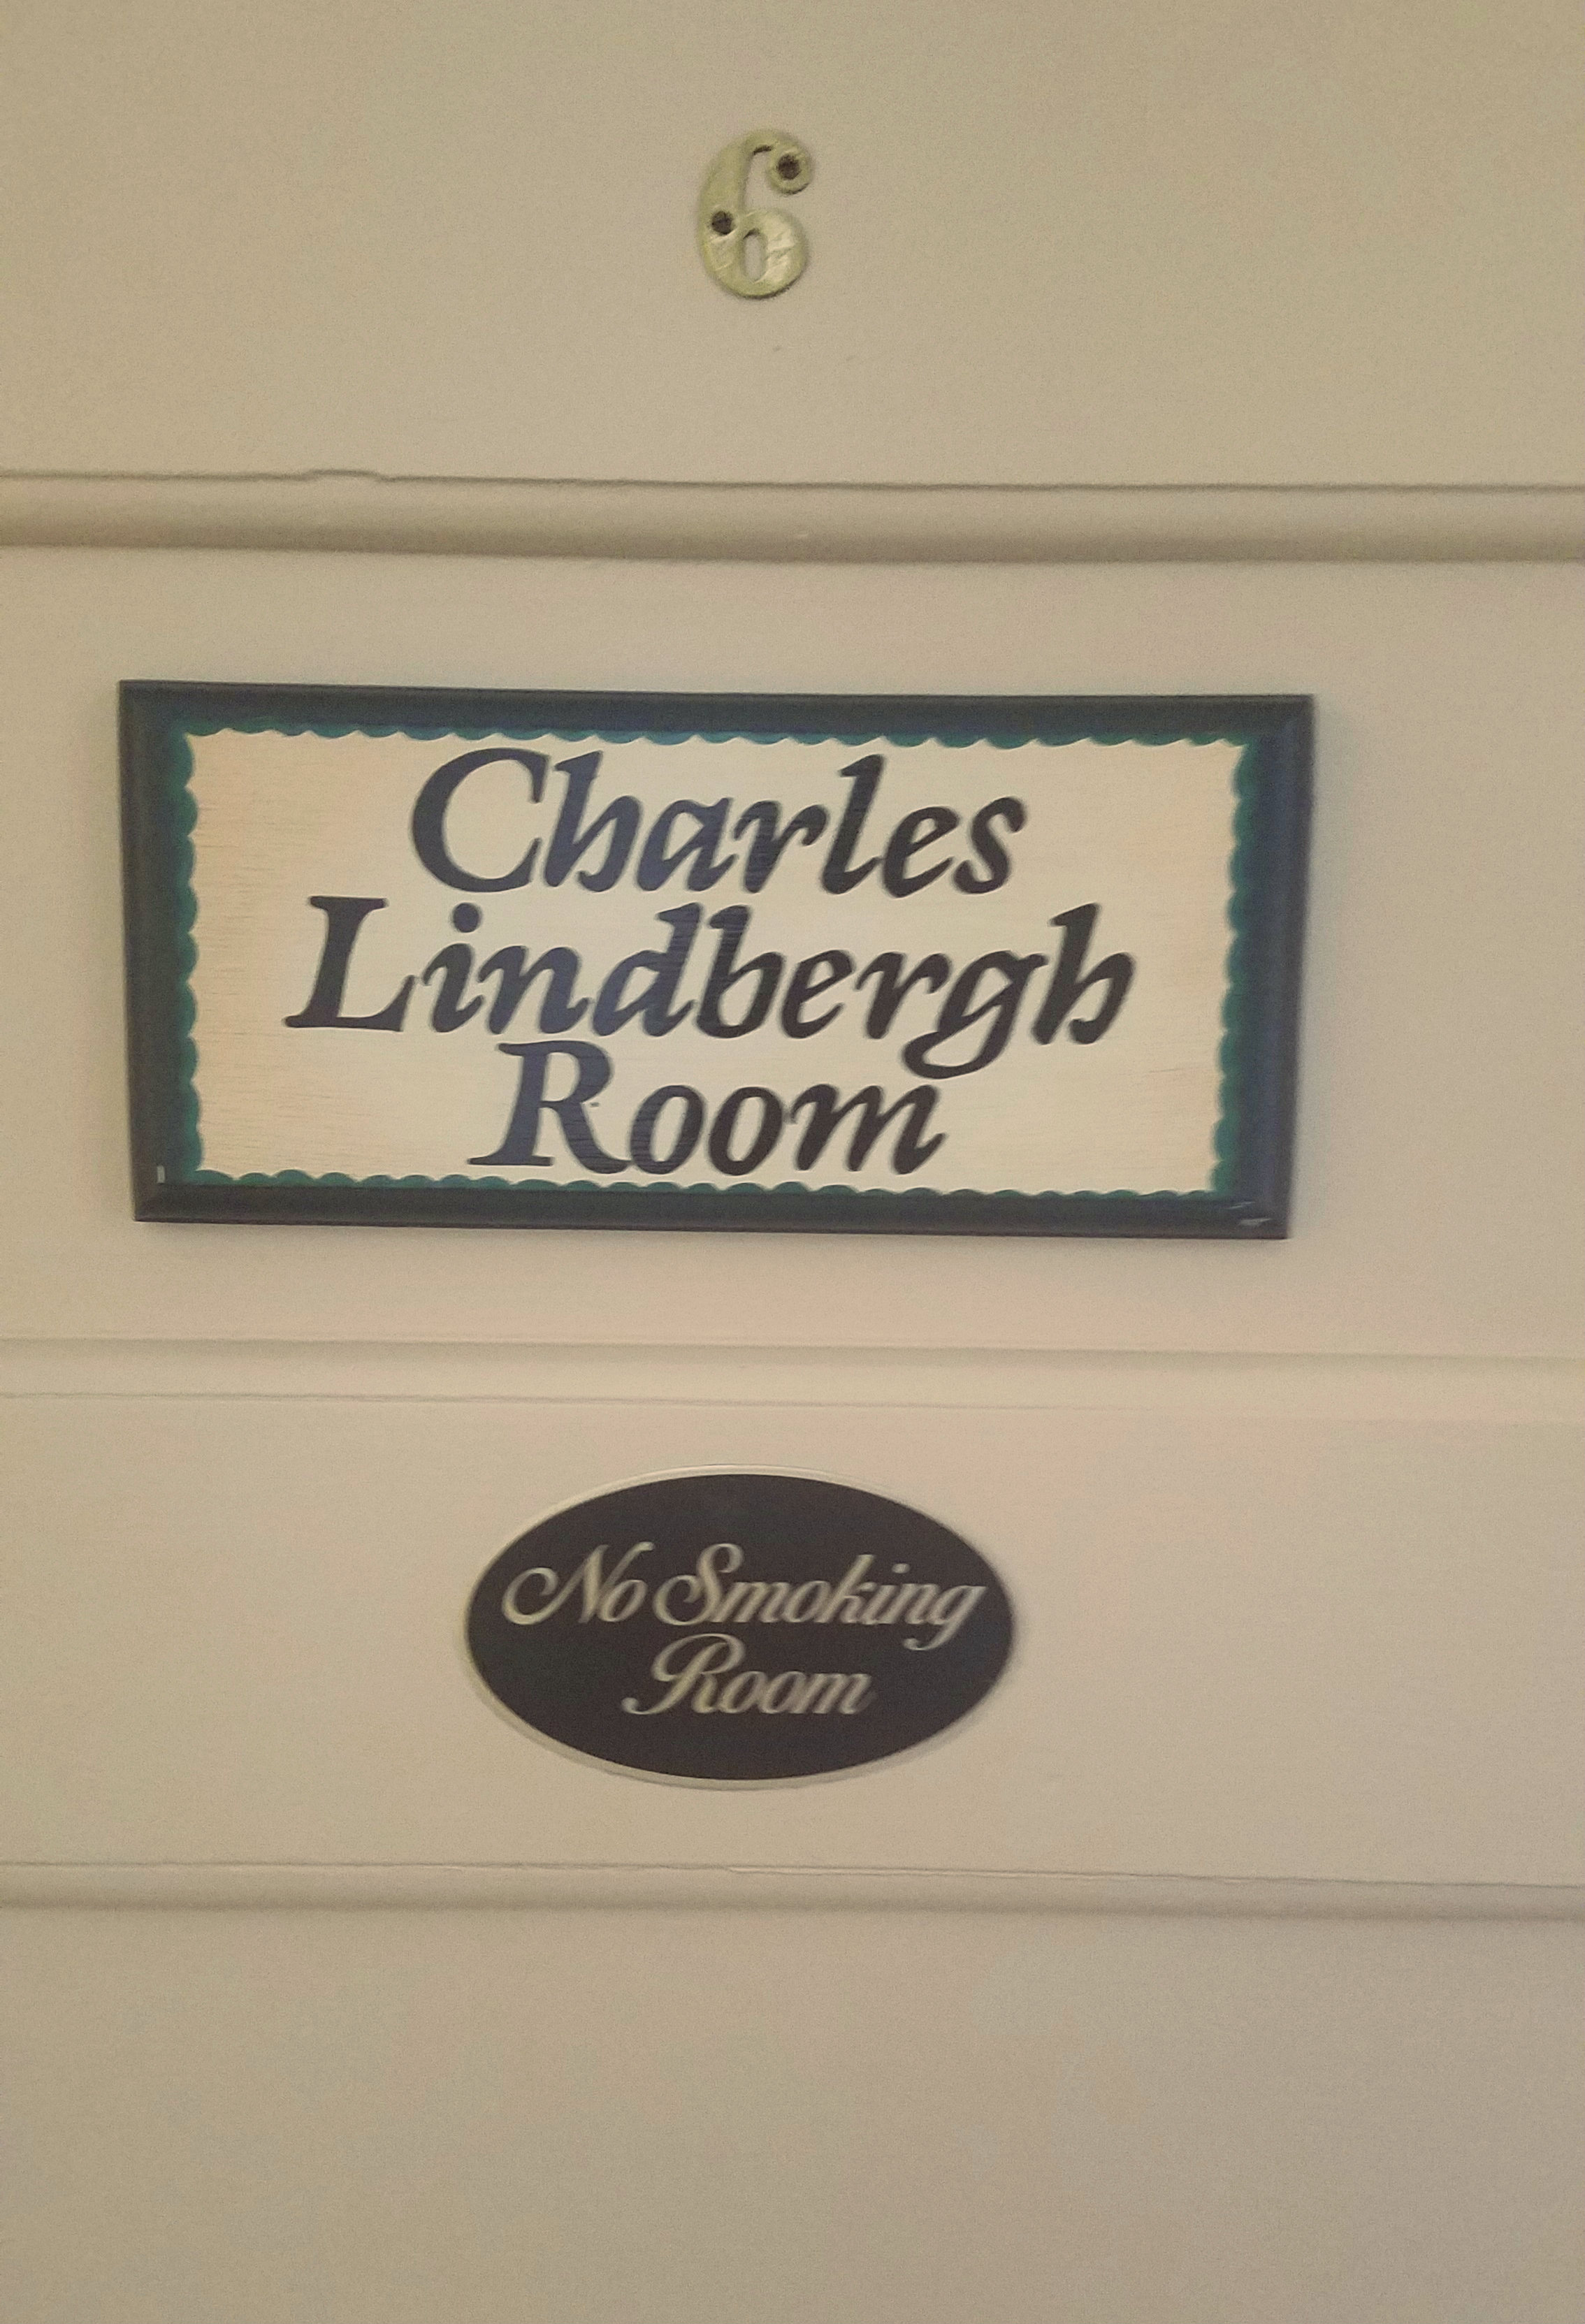 6
Charles
Lindbergh
Room
No Smoking
Room